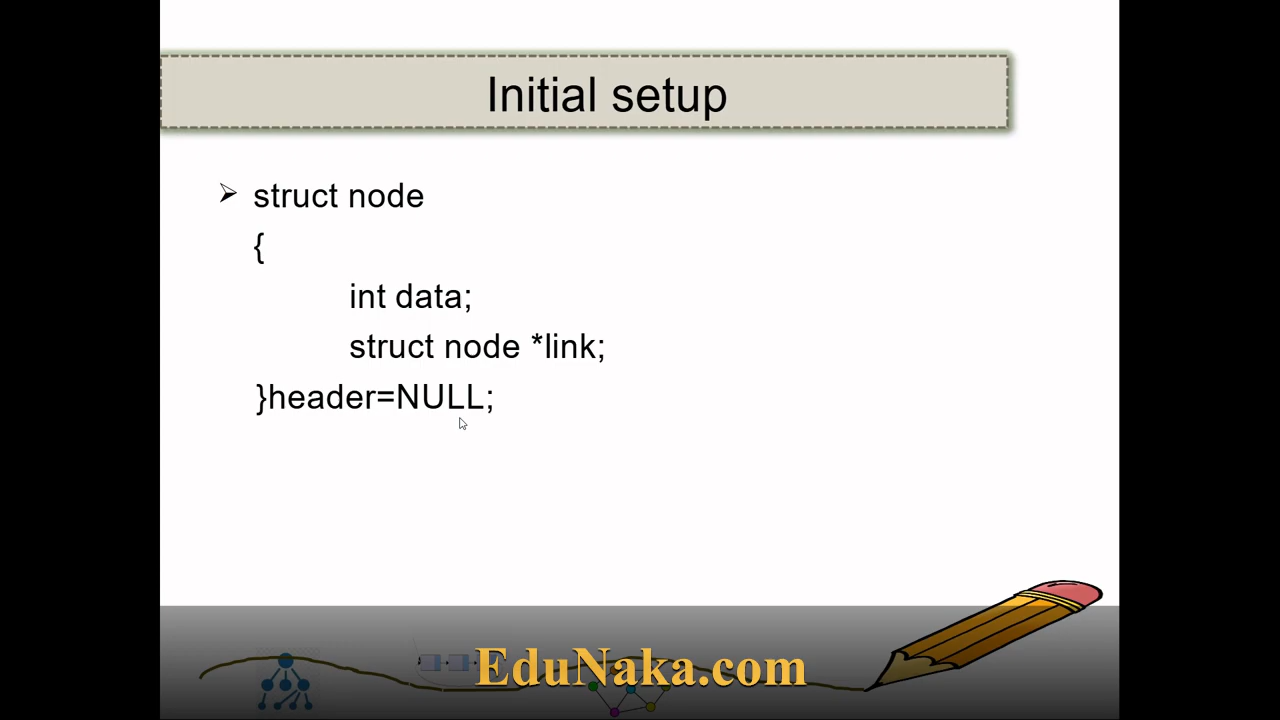 Initial setup
struct node
{
int data;
struct node *link;
}header=NULL;
EduNaka.com